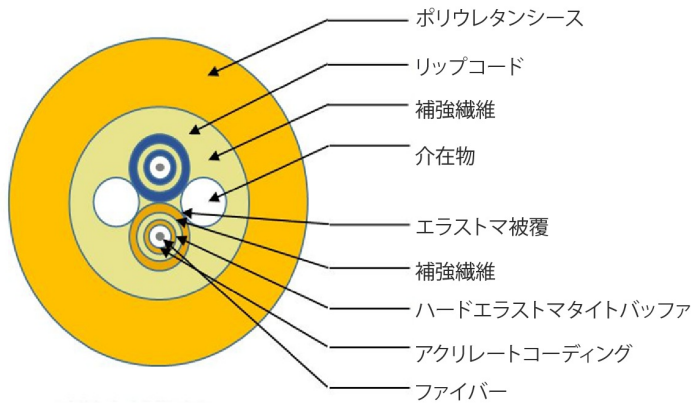 ポリウレタンシース
リップコード
補強繊維
介在物
エラストマ被覆
補強繊維
ハードエラストマタイトバッファ
アクリレートコーディング
ファイバー